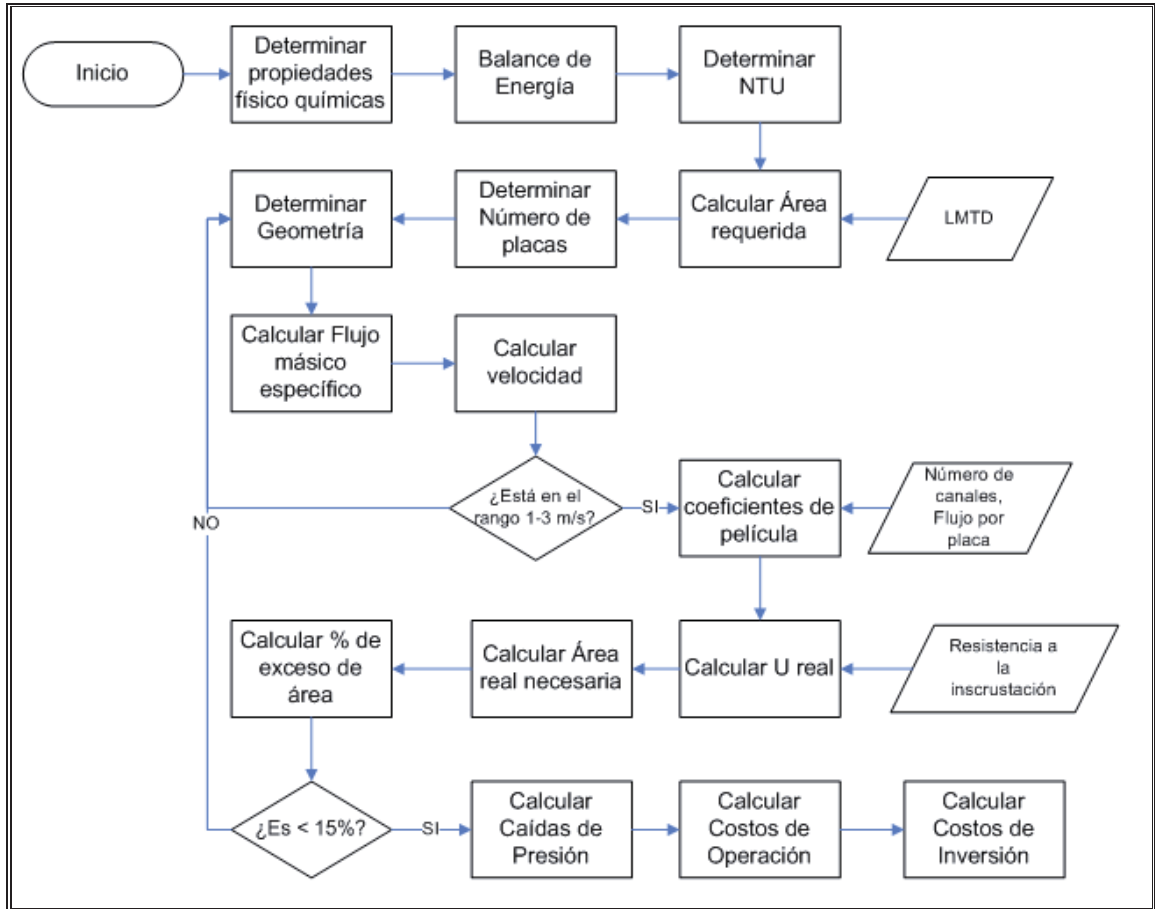 Inicio
Determinar
propiedades
físico químicas
Balance de
Energía
Determinar
NTU
Determinar
Geometría
Determinar
Número de
placas
Calcular Área
requerida
LMTD
Calcular Flujo
másico
específico
Calcular
velocidad
¿Está en el
rango 1-3 m/s?
SI
Calcular
coeficientes de
película
Número de
canales,
Flujo por
placa
NO
Calcular % de
exceso de
área
Calcular Área
real necesaria
Calcular U real
Resistencia a
la
inscrustación
¿Es < 15%?
SI
Calcular
Caídas de
Presión
Calcular
Costos de
Operación
Calcular
Costos de
Inversión